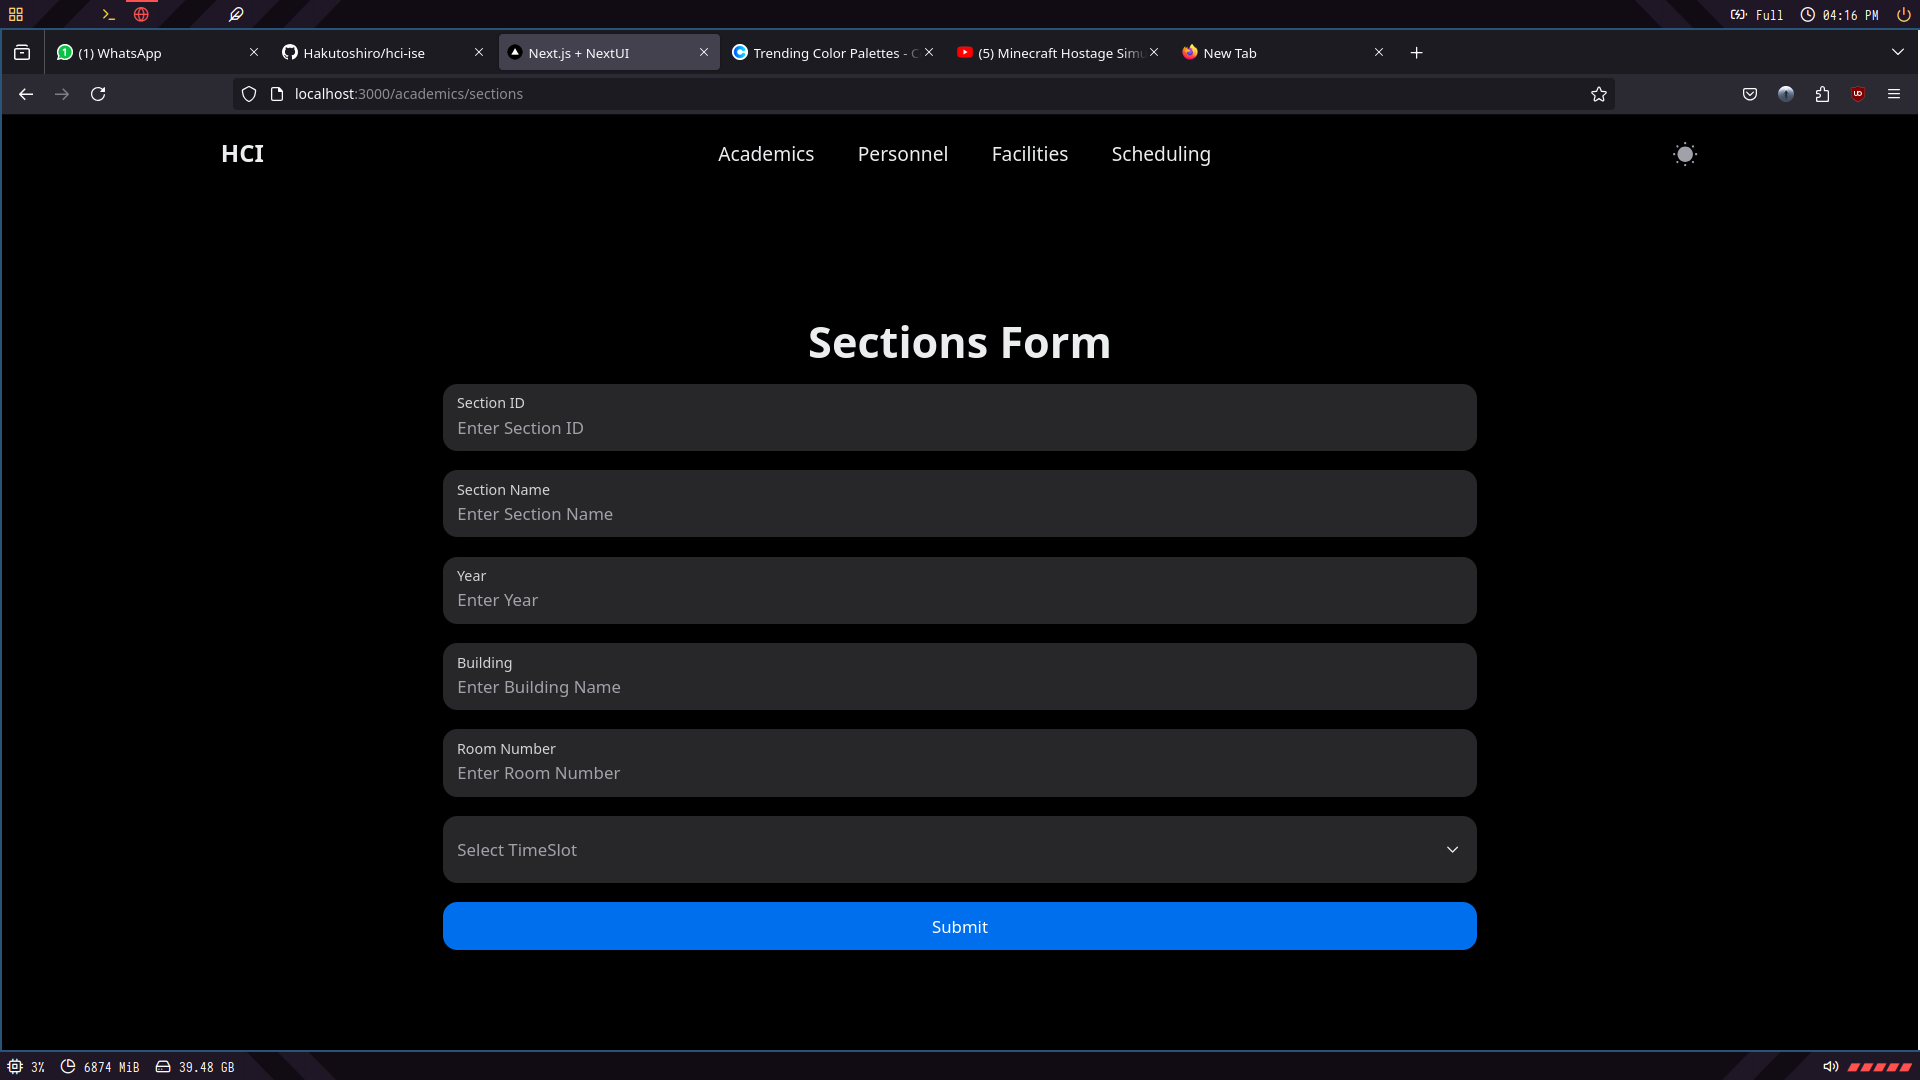 Full 04:16 PM
(1) WhatsApp
Hakutoshiro/hci-ise
Next.js + NextUI
Trending Color Palettes - C
(5) Minecraft Hostage Simu
New Tab
localhost:3000/academics/sections
HCI
Academics
Personnel
Facilities
Scheduling
Sections Form
Section ID
Enter Section ID
Section Name
Enter Section Name
Year
Enter Year
Building
Enter Building Name
Room Number
Enter Room Number
Select TimeSlot
Submit
3% 6874 MiB 39.48 GB